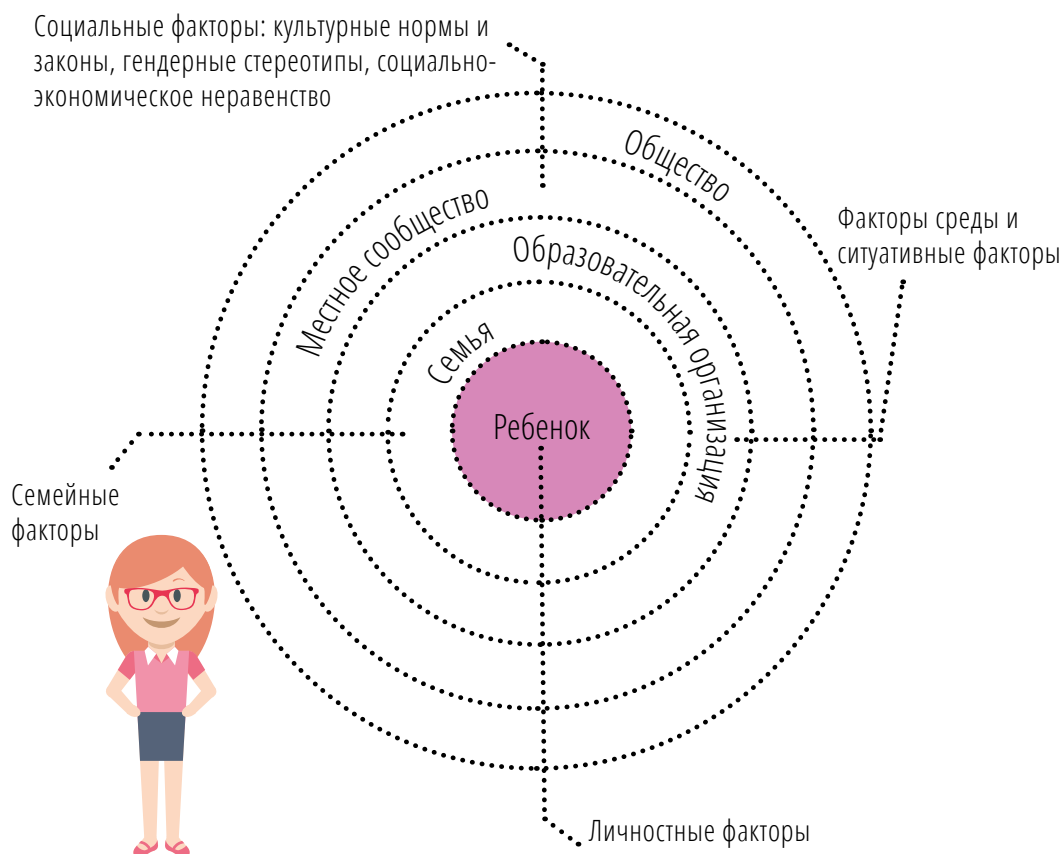 Социальные факторы: культурные нормы и
законы, гендерные стереотипы, социально-
экономическое неравенство
Общество
Местное сообщество
Образовательная организация
Семья
Ребенок
Факторы среды и
ситуативные факторы
Семейные
факторы
Личностные факторы